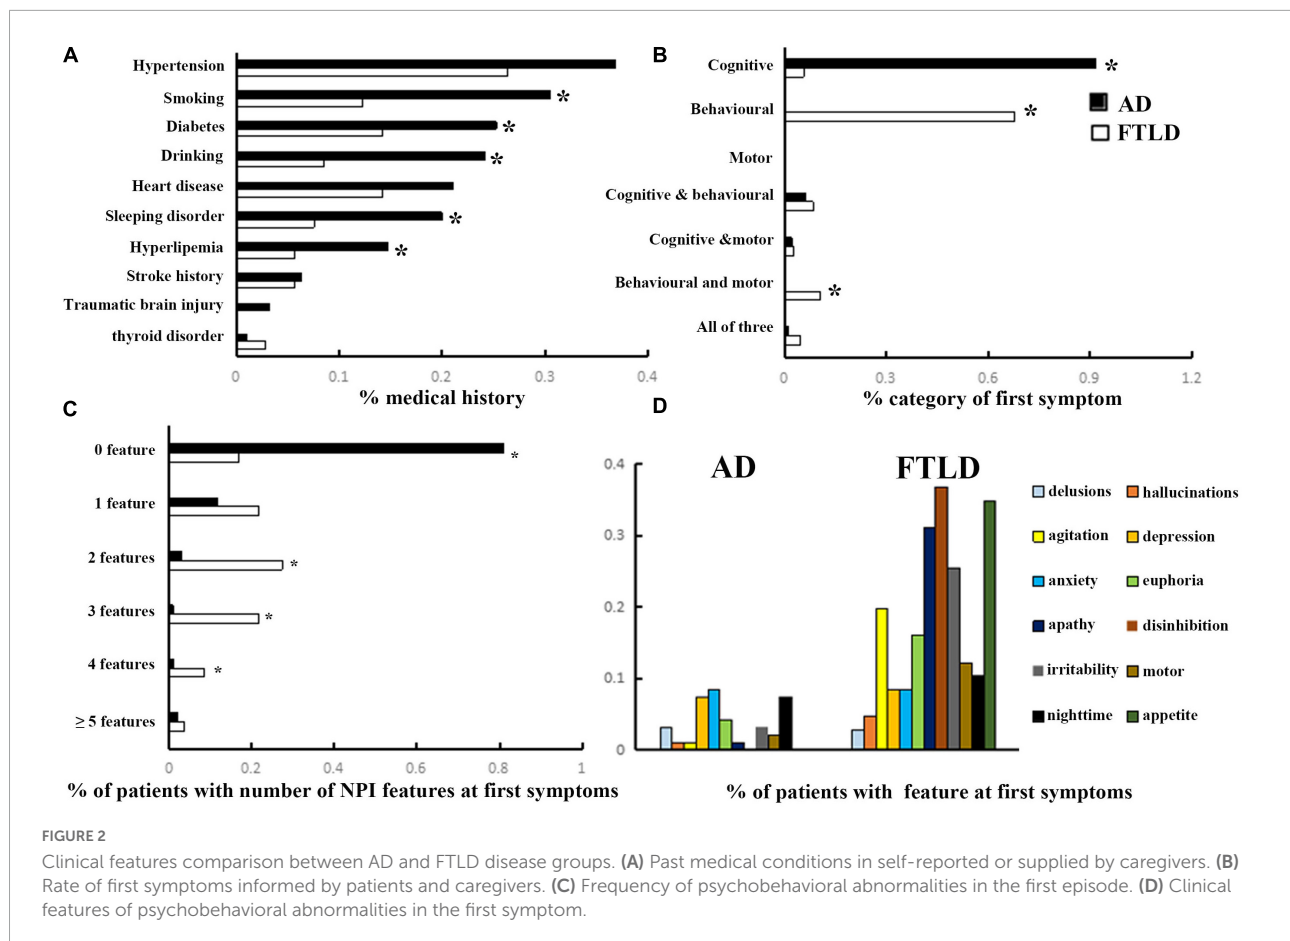 A
Hypertension
Smoking
*
Diabetes
*
Drinking
*
Heart disease
Sleeping disorder
*
Hyperlipemia
*
Stroke history
Traumatic brain injury
thyroid disorder
0 0.1 0.3 0.3 0.4
% medical history
B
Cognitive
*
Behavioural
*
Motor
Cognitive & behavioural
Cognitive &motor
Behavioural and motor
*
All of three
AD
FTLD
0 0.3 0.6 0.9 1.2
% category of first symptom
C
0 feature
*
1 feature
2 features
*
3 features
*
4 features
*
≥ 5 features
0 0.2 0.4 0.6 0.8 1
% of patients with number of NPI features at first symptoms
D
AD FTLD
0.4
0.3
0.2
0.1
0
delusions hallucinations
agitation depression
anxiety euphoria
apathy disinhibition
irritability motor
nighttime appetite
% of patients with feature at first symptoms
FIGURE 2
Clinical features comparison between AD and FTLD disease groups. (A) Past medical conditions in self-reported or supplied by caregivers. (B)
Rate of first symptoms informed by patients and caregivers. (C) Frequency of psychobehavioral abnormalities in the first episode. (D) Clinical
features of psychobehavioral abnormalities in the first symptom.